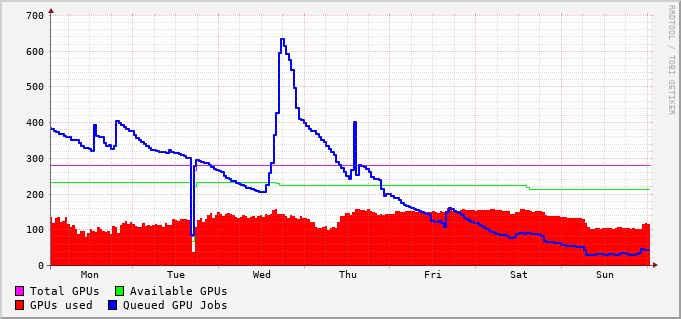 700
600
500
400
300
200
100
0
Mon Tue Wed Thu Fri Sat Sun
Total GPUs Available GPUs
GPUs used Queued GPU Jobs
RRDTOOL / TOBI OETIKER